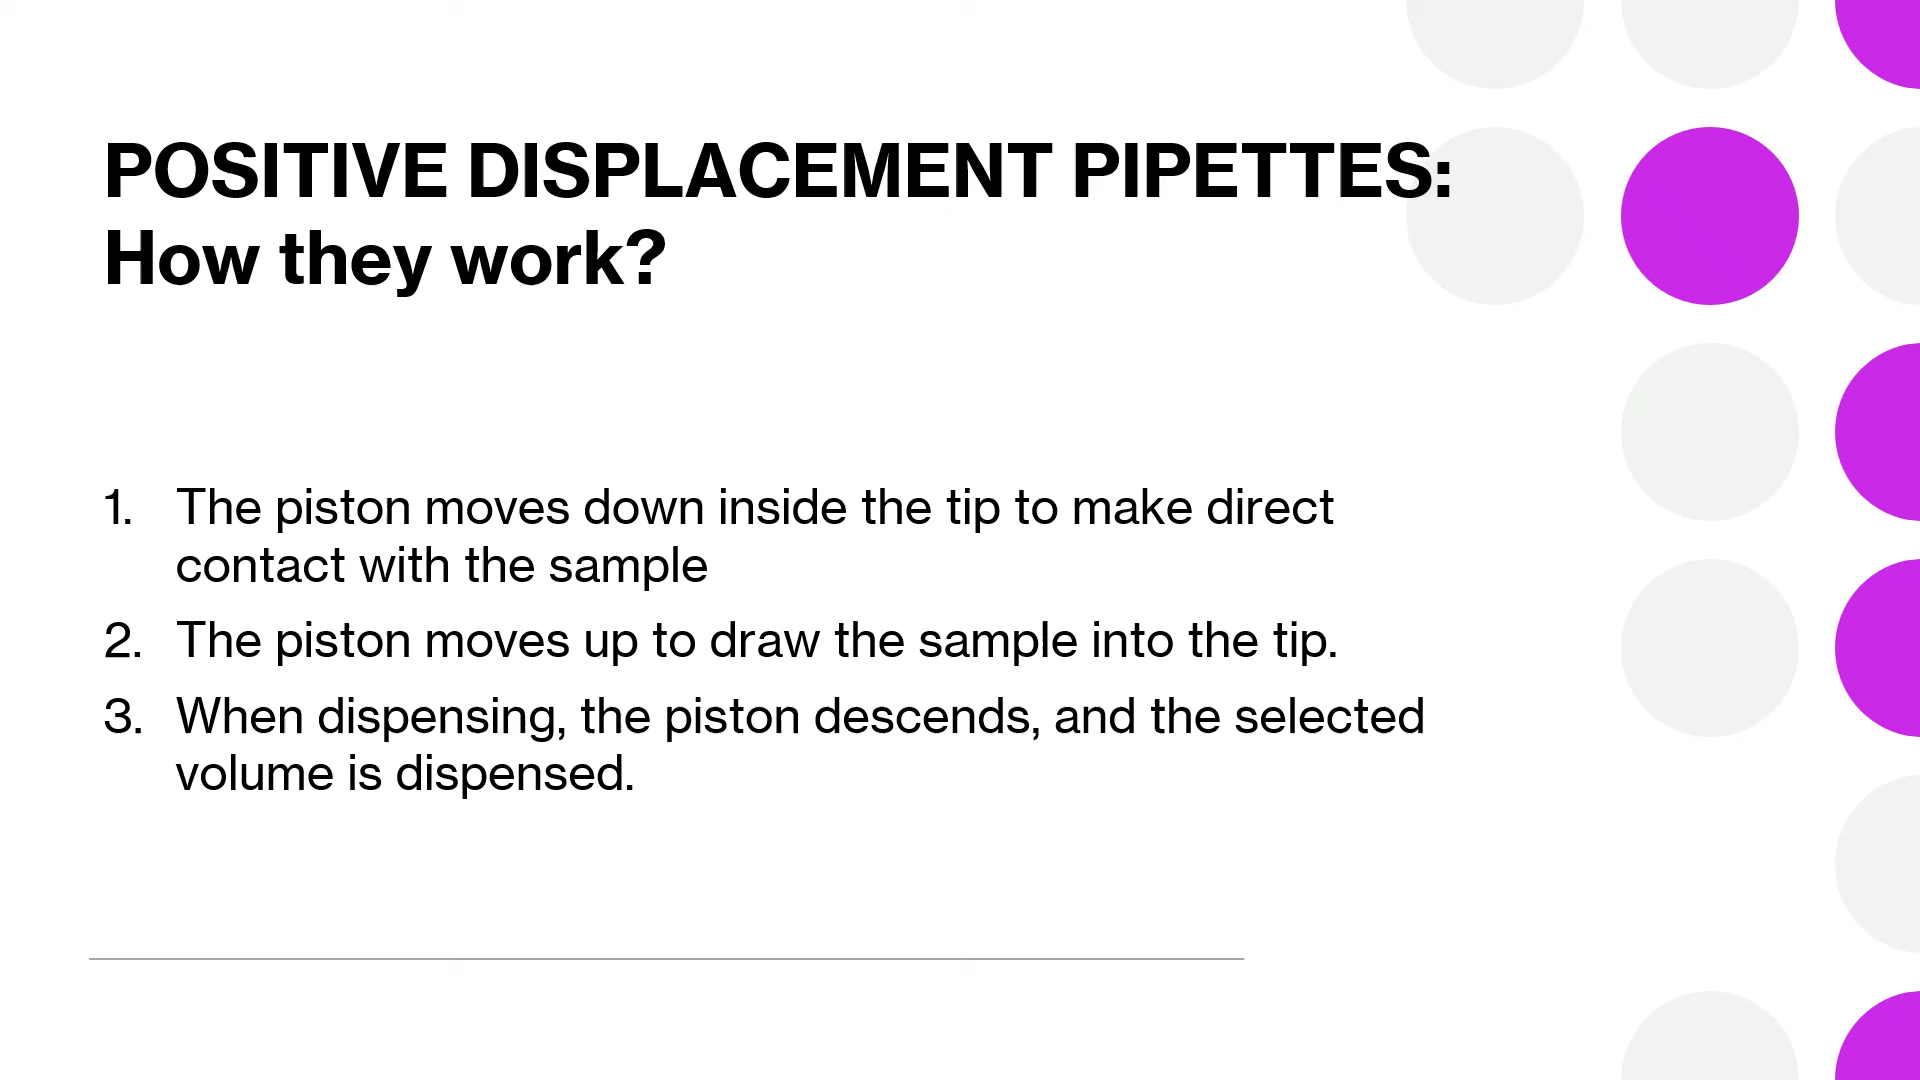 POSITIVE DISPLACEMENT PIPETTES:
How they work?
1. The piston moves down inside the tip to make direct
contact with the sample
2. The piston moves up to draw the sample into the tip.
3. When dispensing, the piston descends, and the selected
volume is dispensed.